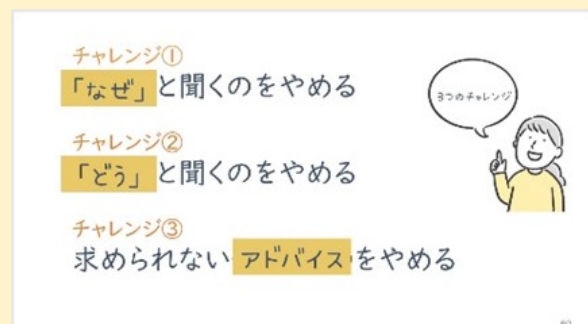 チャレンジ①
「なぜ」と聞くのをやめる
チャレンジ②
「どう」と聞くのをやめる
チャレンジ③
求められないアドバイスをやめる
3つのチャレンジ